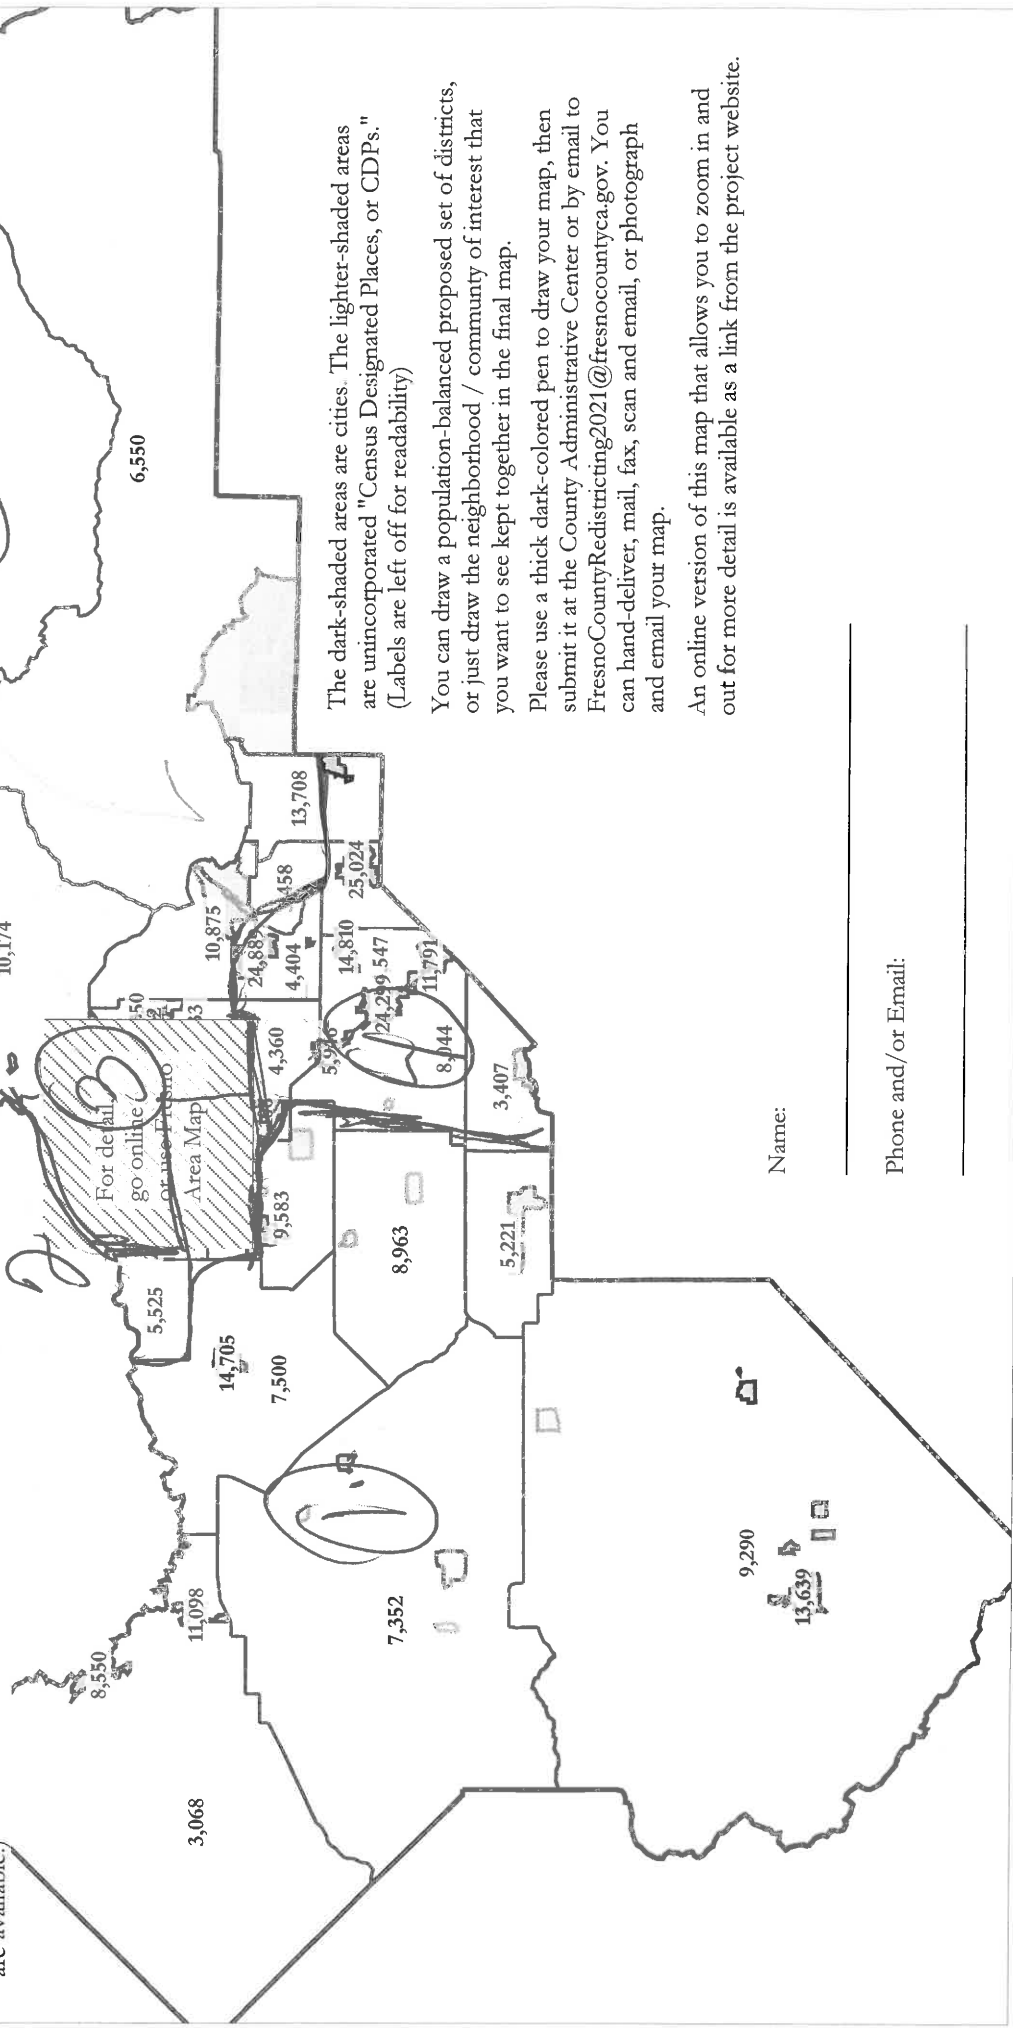 The dark-shaded areas are cities. The lighter-shaded areas
are unincorporated "Census Designated Places, or CDPs."
(Labels are left off for readability)
You can draw a population-balanced proposed set of districts,
or just draw the neighborhood / community of interest that
you want to see kept together in the final map.
Please use a thick dark-colored pen to draw your map, then
submit it at the County Administrative Center or by email to
FresnoCountyRedistricting2021@fresnocountyca.gov. You
can hand-deliver, mail, fax, scan and email, or photograph
and email your map.
An online version of this map that allows you to zoom in and
out for more detail is available as a link from the project website.
Name:
Phone and/or Email:
For detail
go online
or use Fresno
Area Map
3
2
1
4
are available.)
10,174
6,550
13,708
10,875
458
25,024
4,404
14,810
547
24,299
11,791
4,360
8,044
3,407
9,583
8,963
5,221
5,525
14,705
7,500
11,098
8,550
7,352
3,068
9,290
13,639